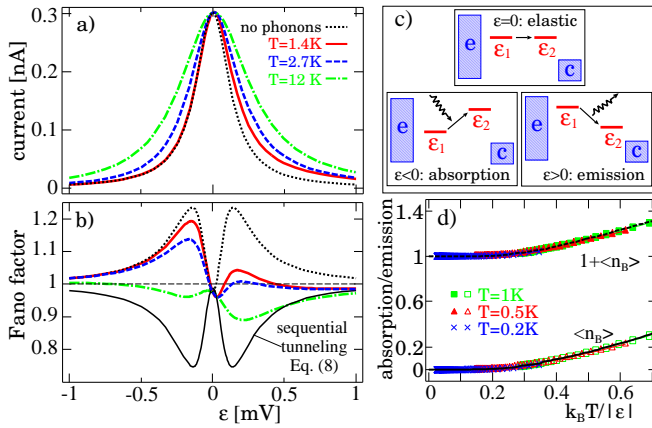 a)
current [nA]
0.3
0.2
0.1
0
no phonons
T=1.4K
T=2.7K
T=12 K
b)
Fano factor
1.2
1.1
1
0.9
0.8
sequential
tunneling
Eq. (8)
-1
-0.5
0
0.5
1
ε [mV]
c)
ε=0: elastic
e
ε1
ε2
c
e
ε1
ε2
c
ε<0: absorption
e
ε1
ε2
c
ε>0: emission
d)
absorption/emission
1.4
1
0.6
0.2
0
1+<nB>
T=1K
T=0.5K
T=0.2K
<nB>
0
0.2
0.4
0.6
kBT/|ε|